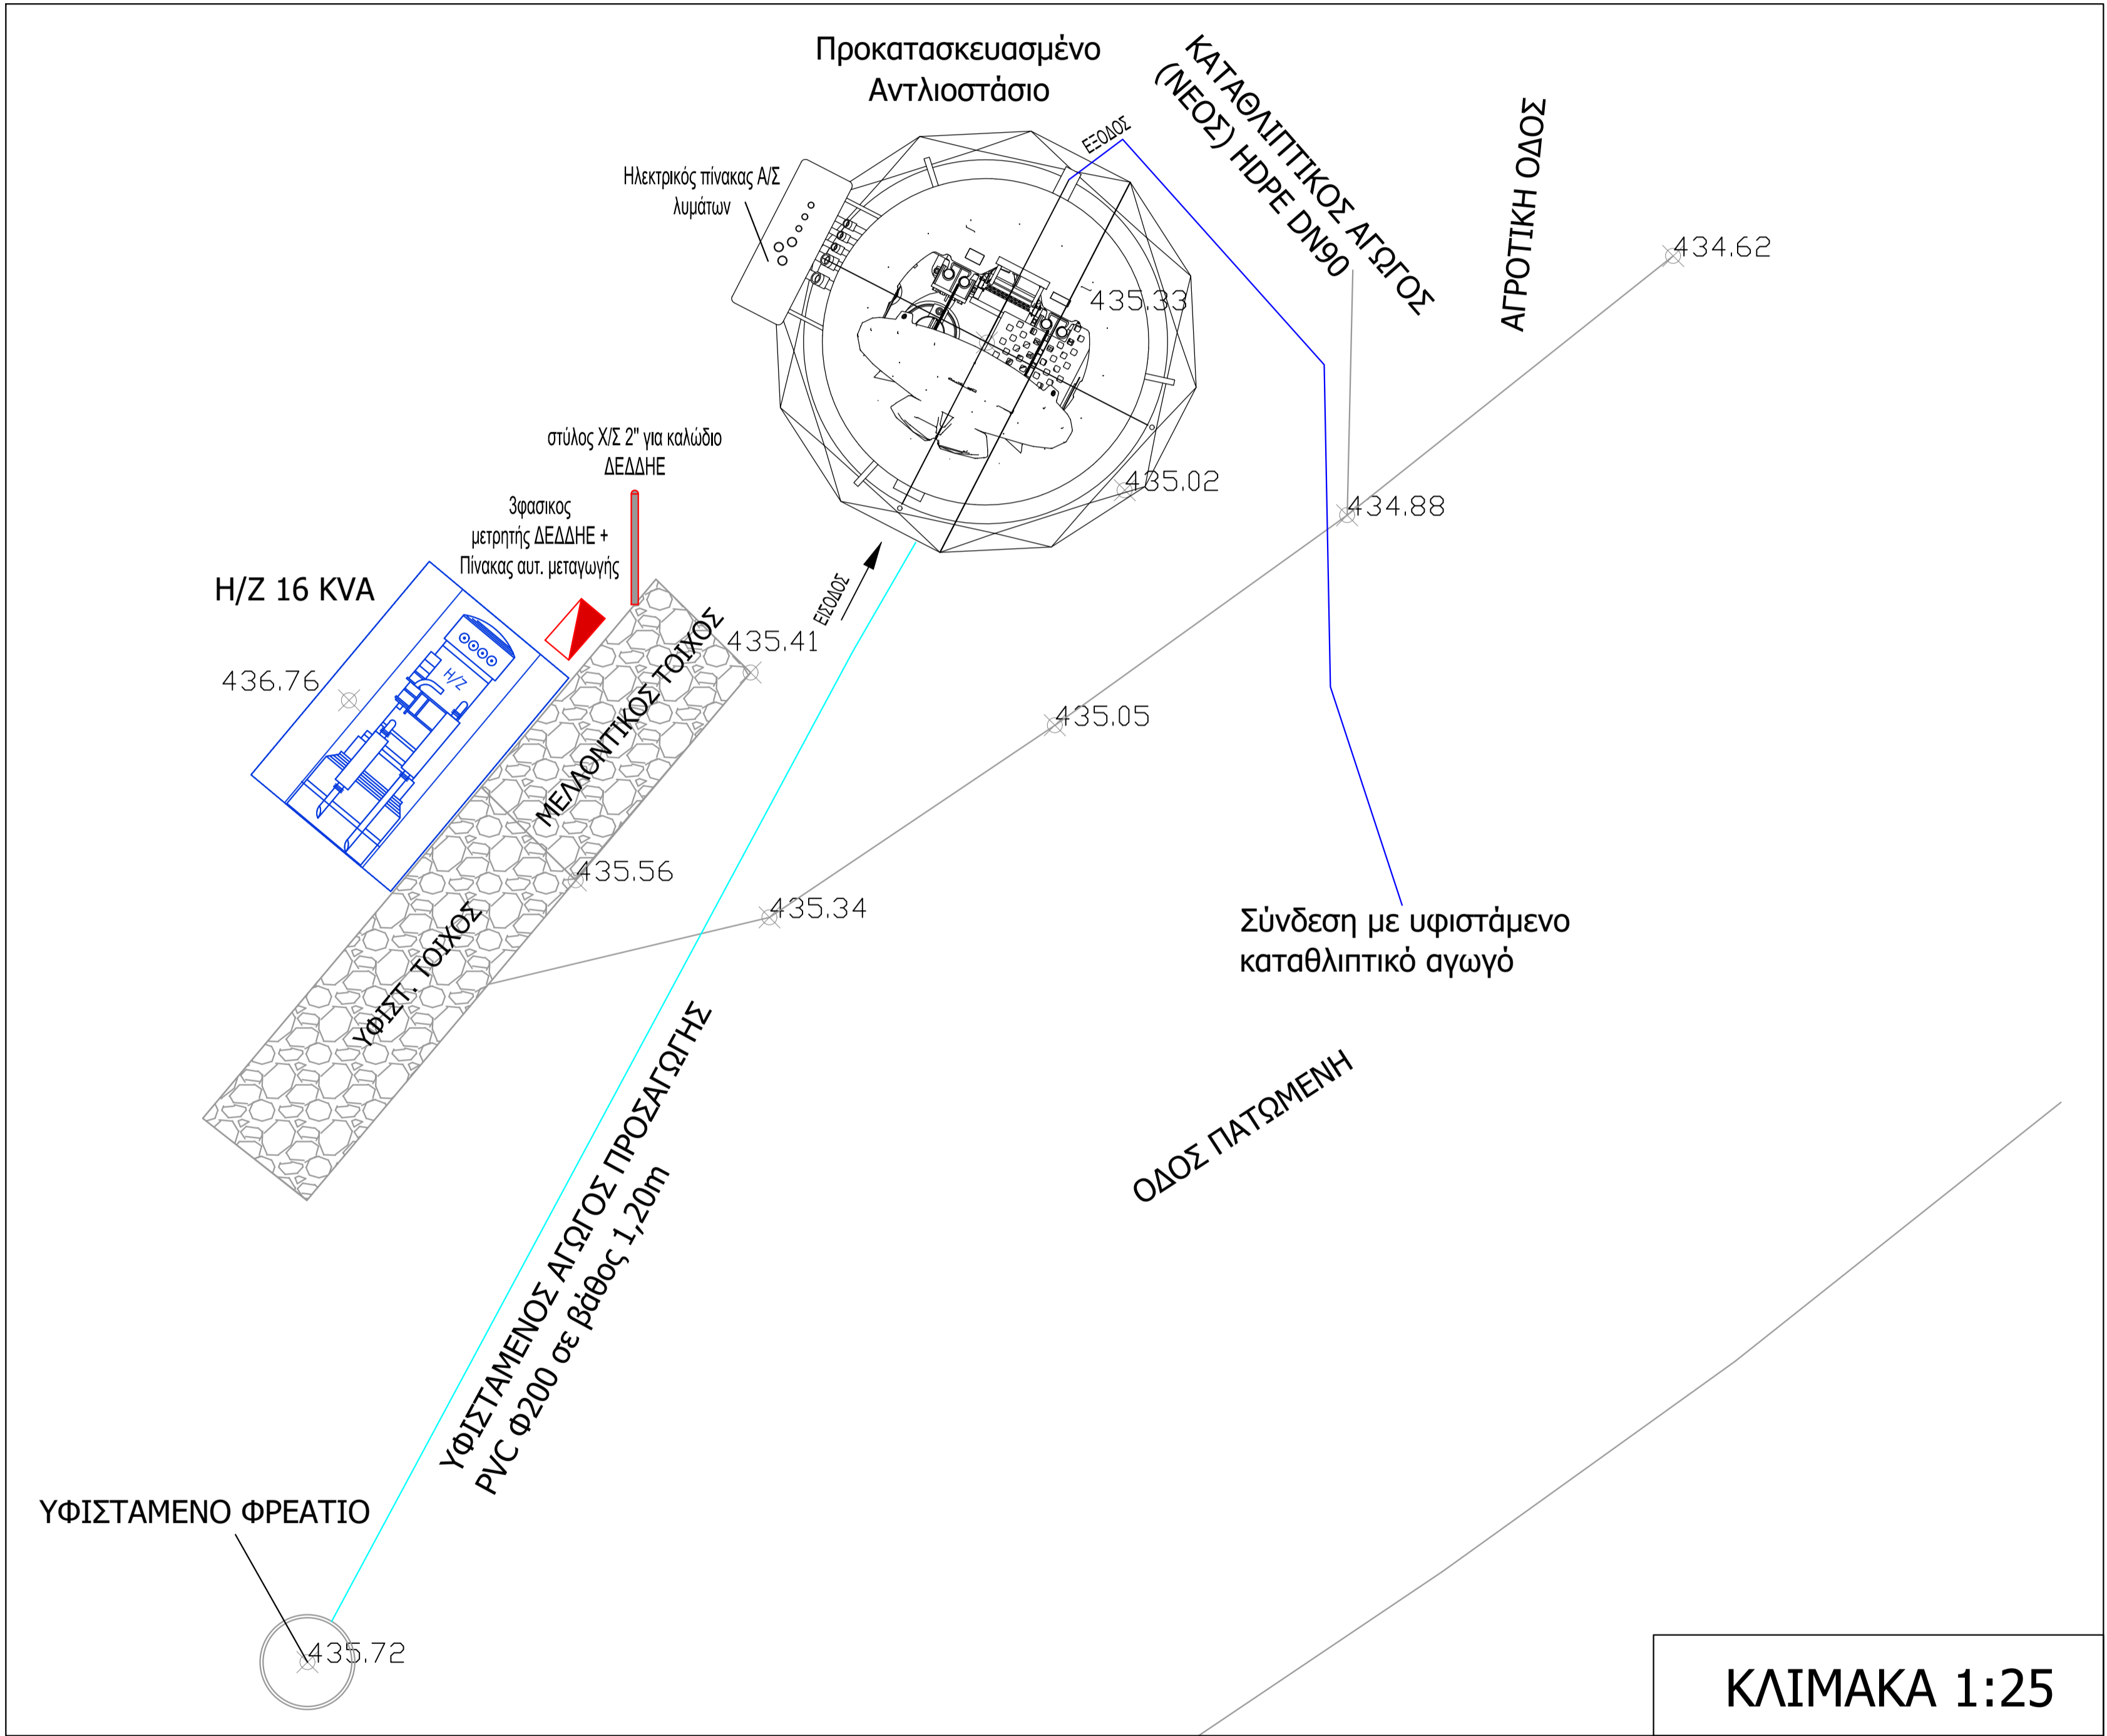 Προκατασκευασμένο
Αντλιοστάσιο
ΕΞΟΔΟΣ
ΚΑΤΑΘΛΙΠΤΙΚΟΣ ΑΓΩΓΟΣ
(ΝΕΟΣ) HDPE DN90
ΑΓΡΟΤΙΚΗ ΟΔΟΣ
Ηλεκτρικός πίνακας Α/Σ
λυμάτων
434.62
435.33
στύλος Χ/Σ 2" για καλώδιο
ΔΕΔΔΗΕ
435.02
434.88
3φασικος
μετρητής ΔΕΔΔΗΕ +
Πίνακας αυτ. μεταγωγής
Η/Ζ 16 KVA
ΕΙΣΟΔΟΣ
435.41
Η/Ζ
436.76
ΜΕΛΛΟΝΤΙΚΟΣ ΤΟΙΧΟΣ
435.05
435.56
435.34
ΥΦΙΣΤ. ΤΟΙΧΟΣ
Σύνδεση με υφιστάμενο
καταθλιπτικό αγωγό
ΥΦΙΣΤΑΜΕΝΟΣ ΑΓΩΓΟΣ ΠΡΟΣΑΓΩΓΗΣ
PVC Φ200 σε βάθος 1,20m
ΟΔΟΣ ΠΑΤΩΜΕΝΗ
ΥΦΙΣΤΑΜΕΝΟ ΦΡΕΑΤΙΟ
435.72
ΚΛΙΜΑΚΑ 1:25